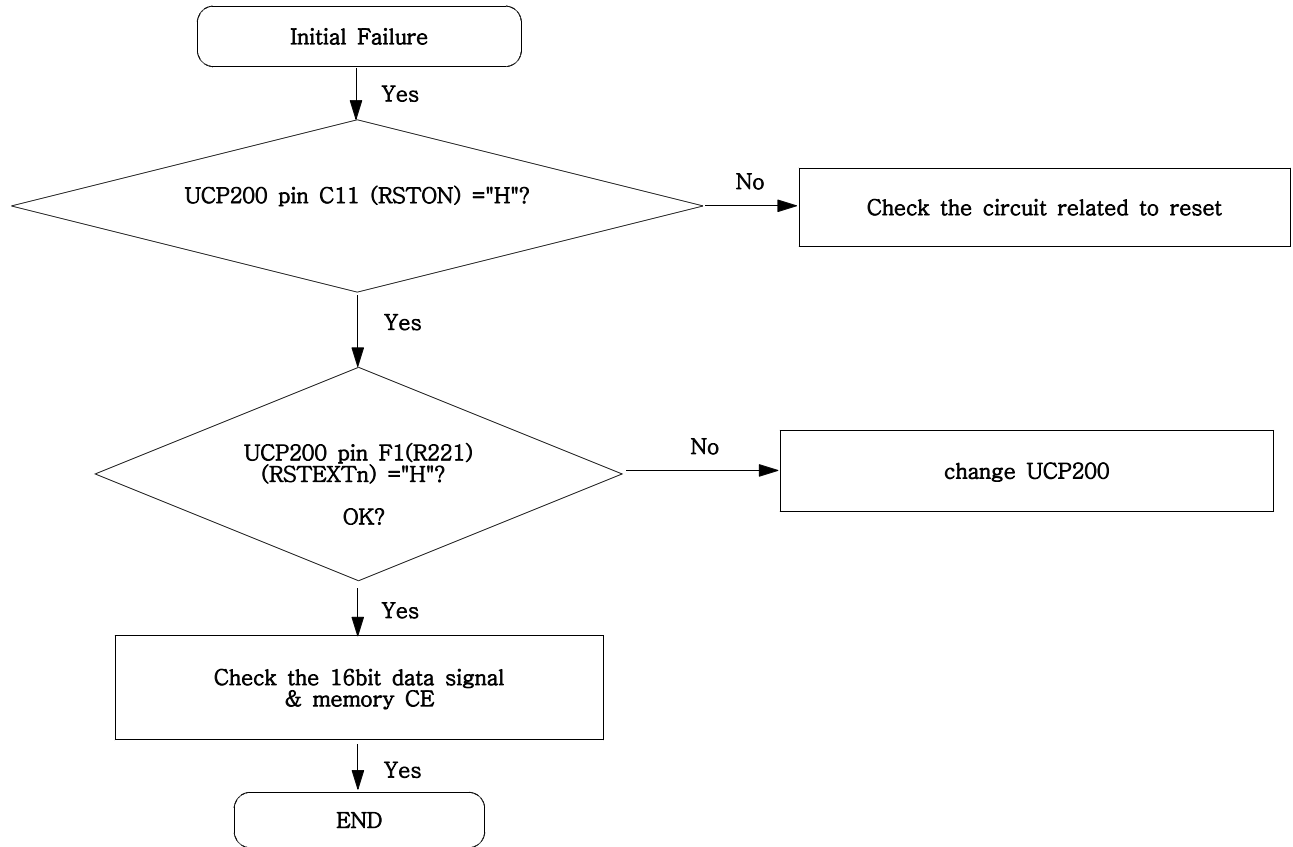 Initial Failure
Yes
UCP200 pin C11 (RSTON) ="H"?
No
Check the circuit related to reset
Yes
UCP200 pin F1(R221)
(RSTEXTn) ="H"?
OK?
No
change UCP200
Yes
Check the 16bit data signal
& memory CE
Yes
END